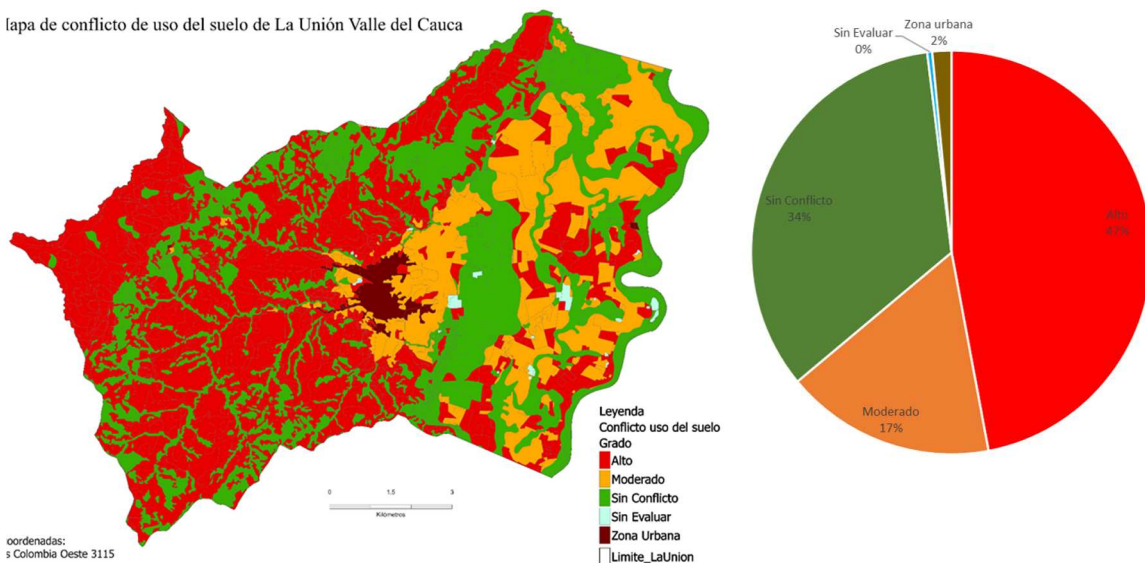 Mapa de conflicto de uso del suelo de La Unión Valle del Cauca
Sin Evaluar
0%
Zona urbana
2%
Sin Conflicto
34%
Alto
47%
Moderado
17%
Leyenda
Conflicto uso del suelo
Grado
Alto
Moderado
Sin Conflicto
Sin Evaluar
Zona Urbana
Limite_LaUnion
0 1.5 3
Kilómetros
oordenadas:
s Colombia Oeste 3115